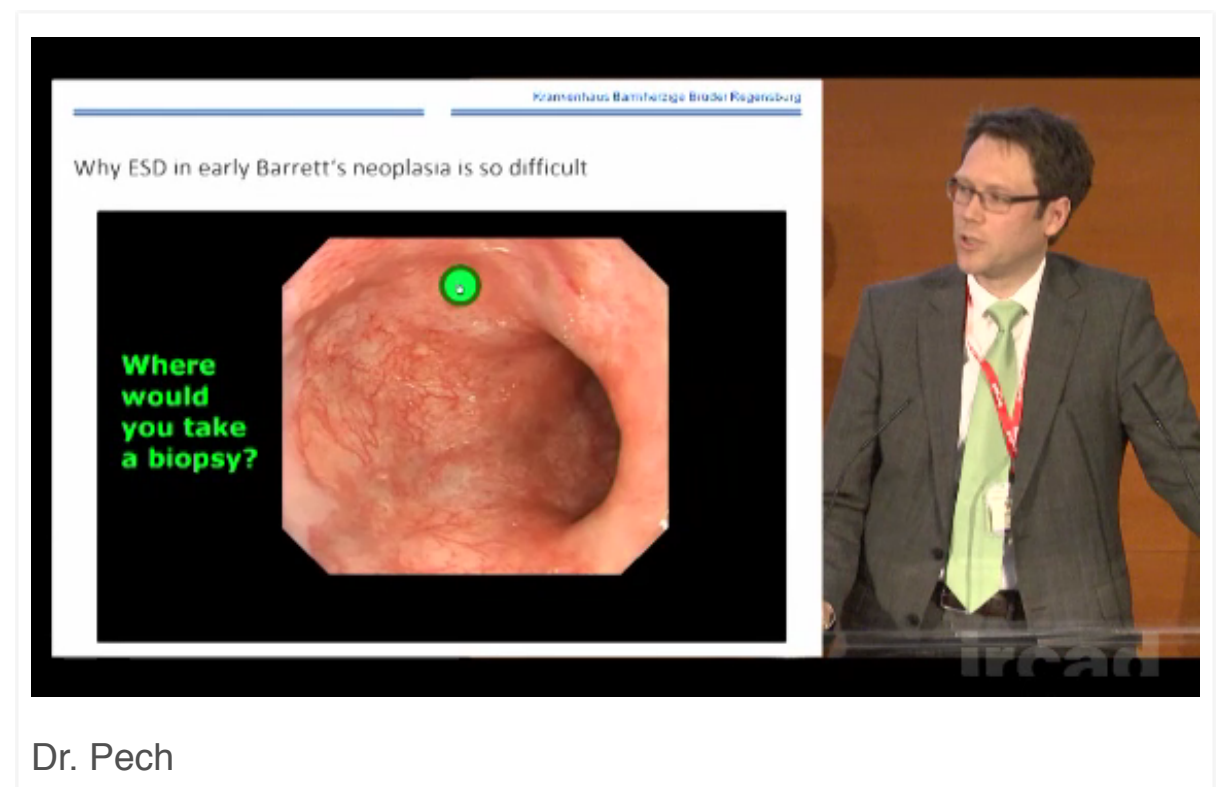 Krankenhaus Barmherzige Brüder Regensburg
Why ESD in early Barrett's neoplasia is so difficult
Where
would
you take
a biopsy?
ircad
Dr. Pech